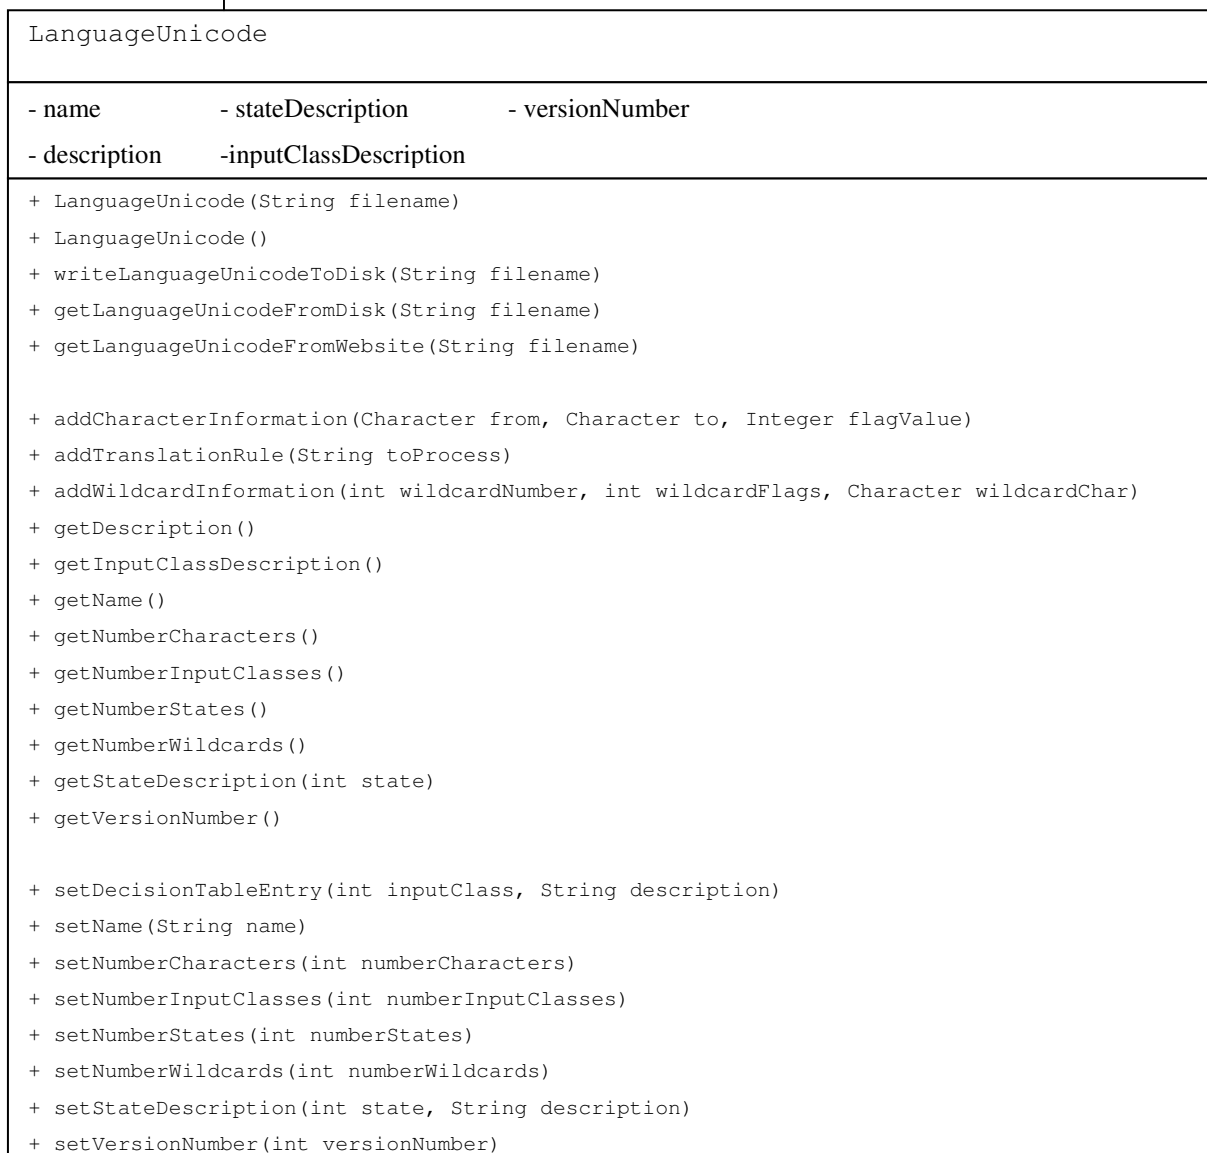 LanguageUnicode
- name - stateDescription - versionNumber
- description -inputClassDescription
+ LanguageUnicode(String filename)
+ LanguageUnicode()
+ writeLanguageUnicodeToDisk(String filename)
+ getLanguageUnicodeFromDisk(String filename)
+ getLanguageUnicodeFromWebsite(String filename)
+ addCharacterInformation(Character from, Character to, Integer flagValue)
+ addTranslationRule(String toProcess)
+ addWildcardInformation(int wildcardNumber, int wildcardFlags, Character wildcardChar)
+ getDescription()
+ getInputClassDescription()
+ getName()
+ getNumberCharacters()
+ getNumberInputClasses()
+ getNumberStates()
+ getNumberWildcards()
+ getStateDescription(int state)
+ getVersionNumber()
+ setDecisionTableEntry(int inputClass, String description)
+ setName(String name)
+ setNumberCharacters(int numberCharacters)
+ setNumberInputClasses(int numberInputClasses)
+ setNumberStates(int numberStates)
+ setNumberWildcards(int numberWildcards)
+ setStateDescription(int state, String description)
+ setVersionNumber(int versionNumber)